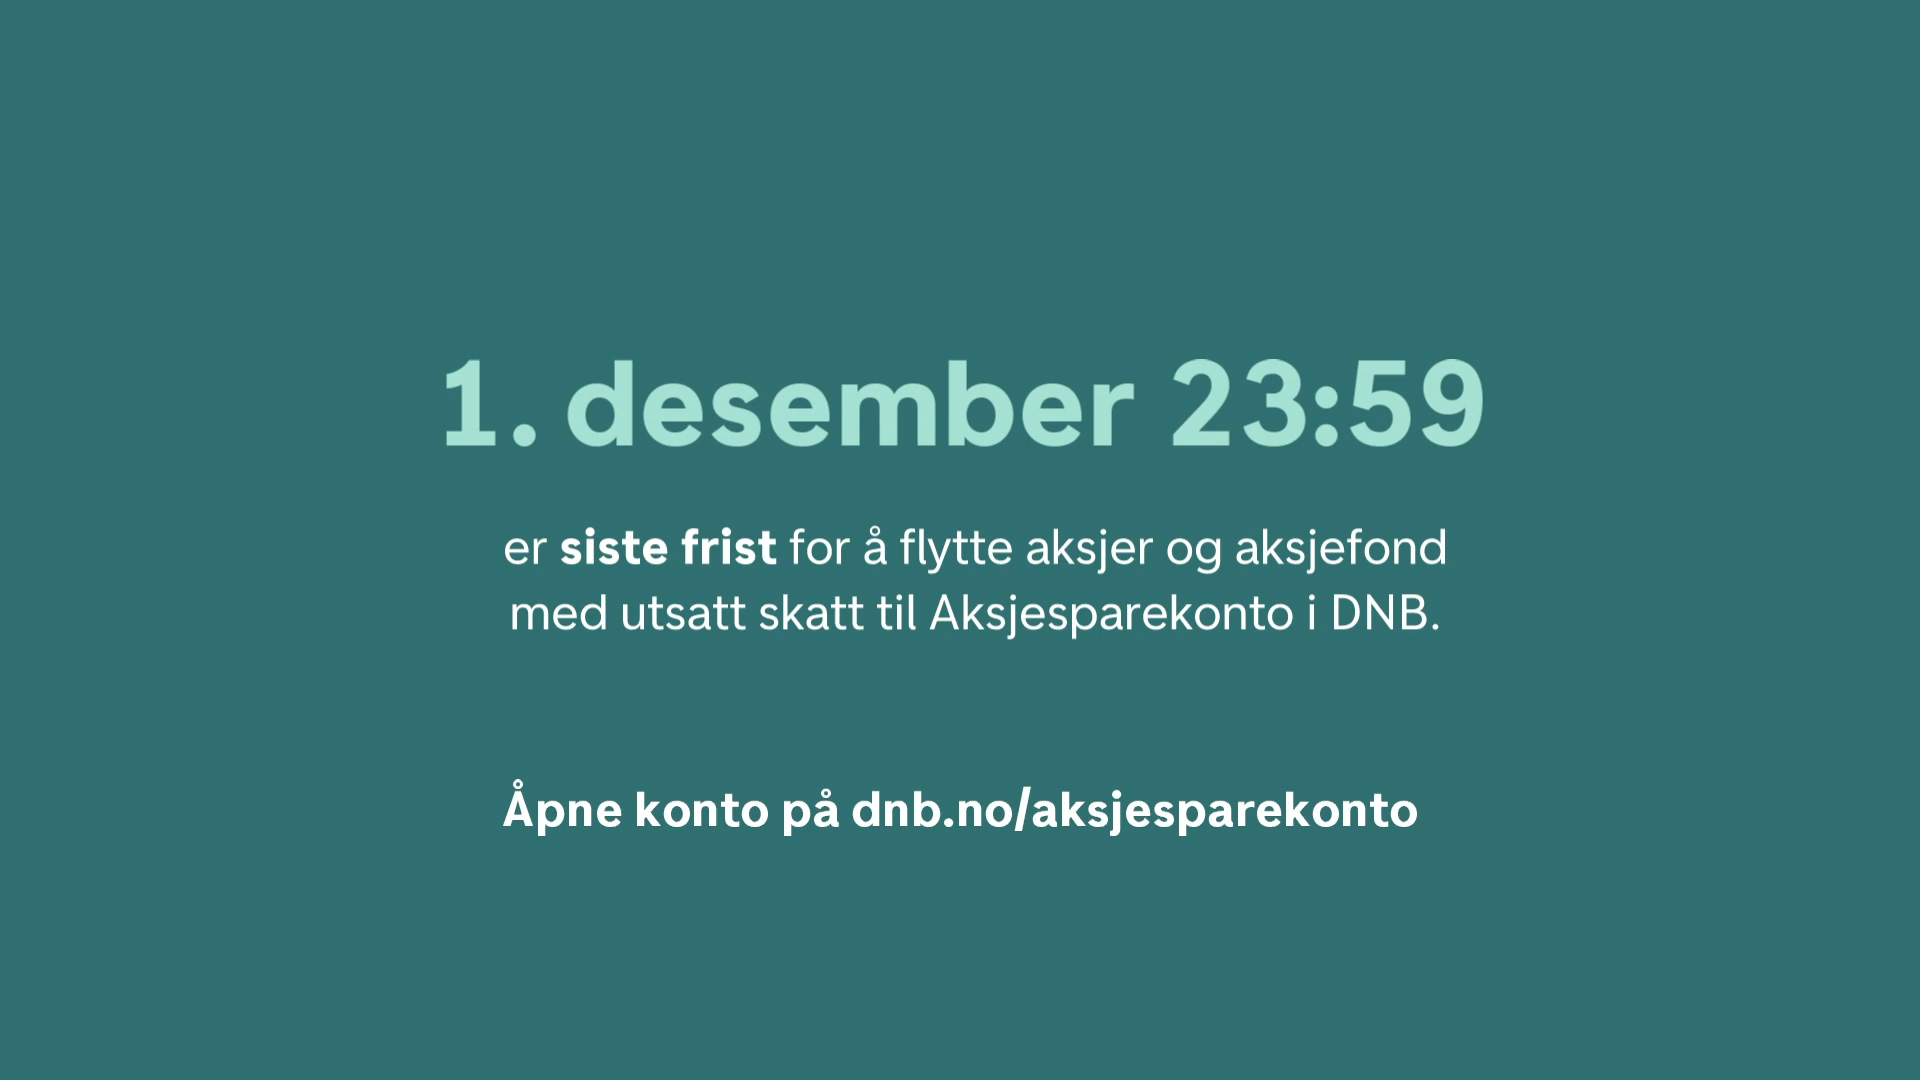 1. desember 23:59
er siste frist for å flytte aksjer og aksjefond
med utsatt skatt til Aksjesparekonto i DNB.
Åpne konto på dnb.no/aksjesparekonto